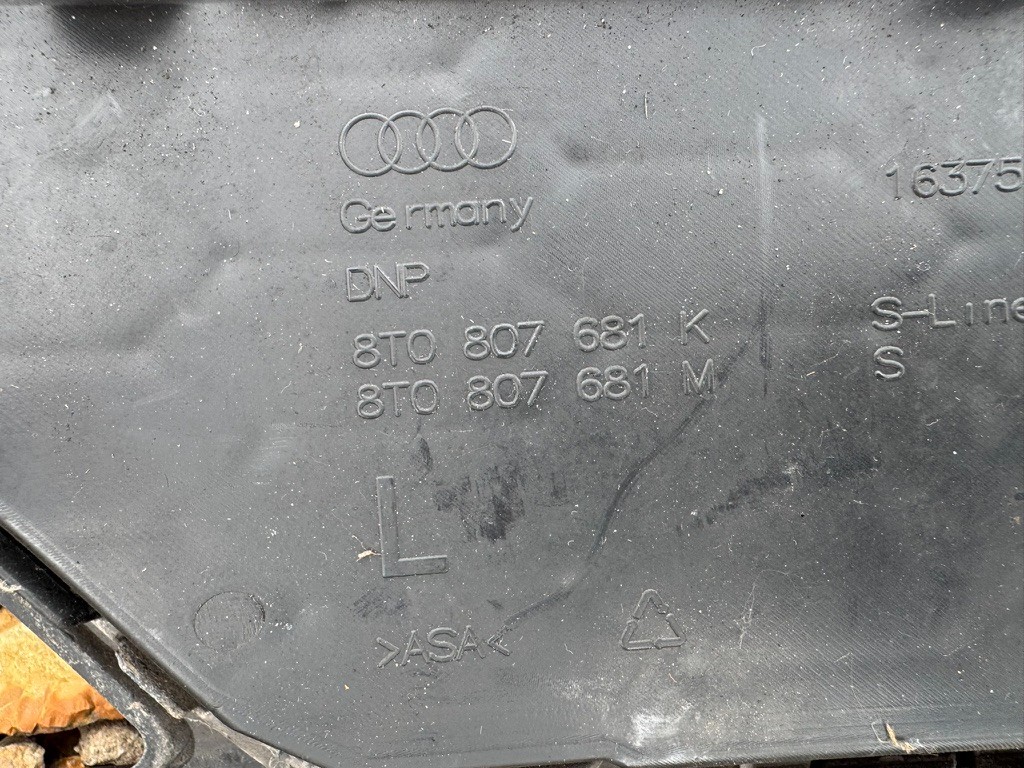 Germany
DNP
8T0 807 681 K
8T0 807 681 M
16375
S-Line
S
L
>ASA<